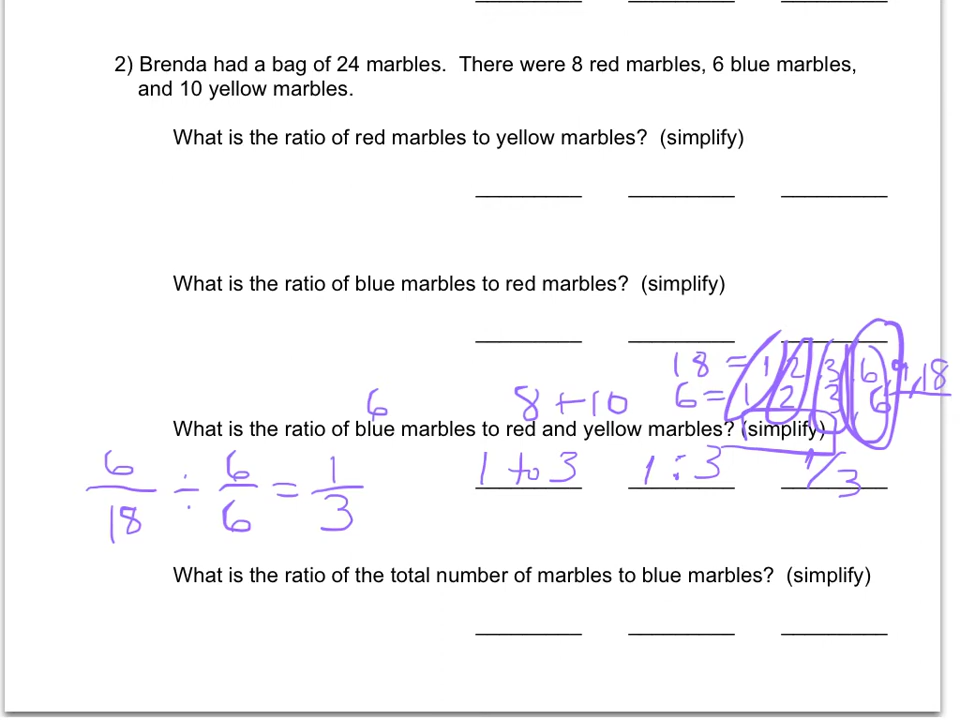 2) Brenda had a bag of 24 marbles. There were 8 red marbles, 6 blue marbles,
and 10 yellow marbles.
What is the ratio of red marbles to yellow marbles? (simplify)
What is the ratio of blue marbles to red marbles? (simplify)
18 = 1, 2, 3, 6, 9, 18
6 8 + 10 6 = 1, 2, 3, 6
What is the ratio of blue marbles to red and yellow marbles? (simplify)
6/18 ÷ 6/6 = 1/3 1 to 3 1 : 3 1/3
What is the ratio of the total number of marbles to blue marbles? (simplify)